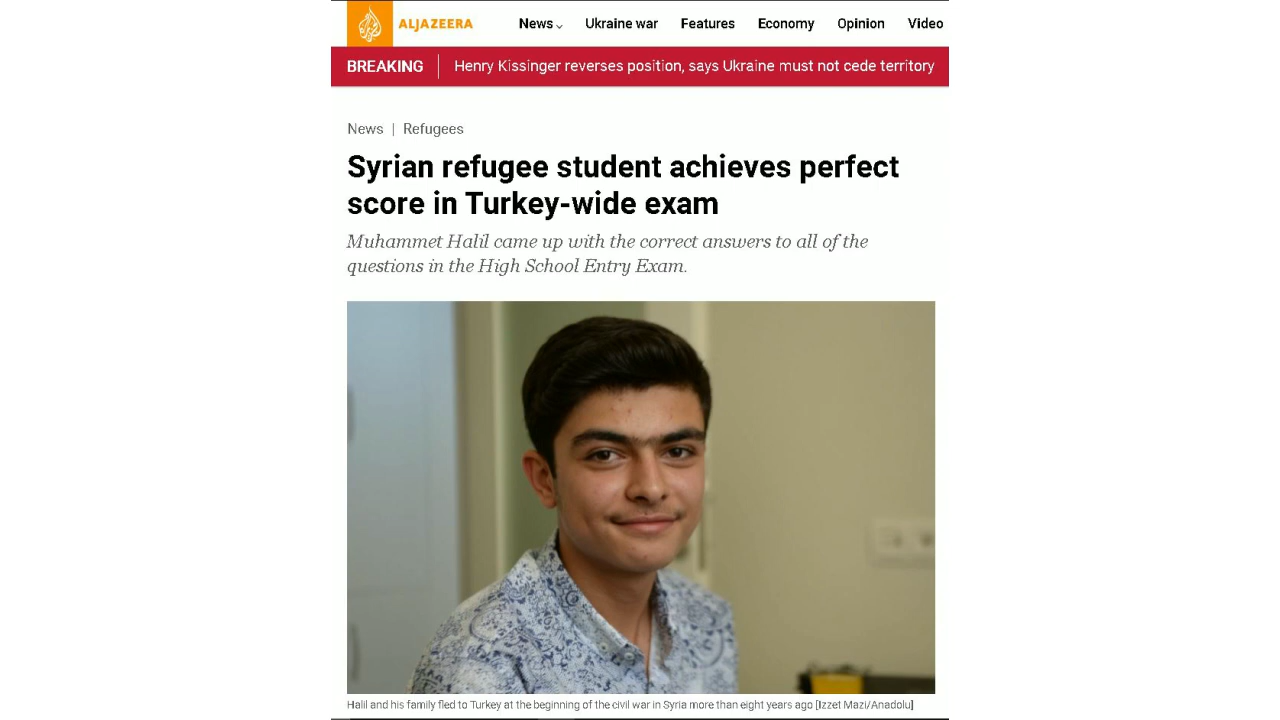 ALJAZEERA News Ukraine war Features Economy Opinion Video
BREAKING Henry Kissinger reverses position, says Ukraine must not cede territory
News | Refugees
Syrian refugee student achieves perfect
score in Turkey-wide exam
Muhammet Halil came up with the correct answers to all of the
questions in the High School Entry Exam.
Halil and his family fled to Turkey at the beginning of the civil war in Syria more than eight years ago [Izzet Mazi/Anadolu]